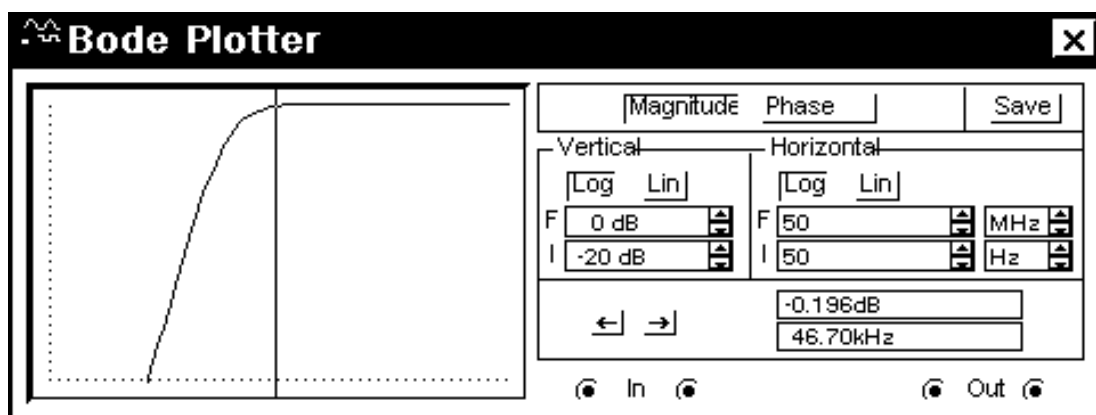 Bode Plotter
Magnitude Phase Save
Vertical Horizontal
Log Lin Log Lin
F 0 dB F 50 MHz
I -20 dB I 50 Hz
← → -0.196dB
46.70kHz
In Out